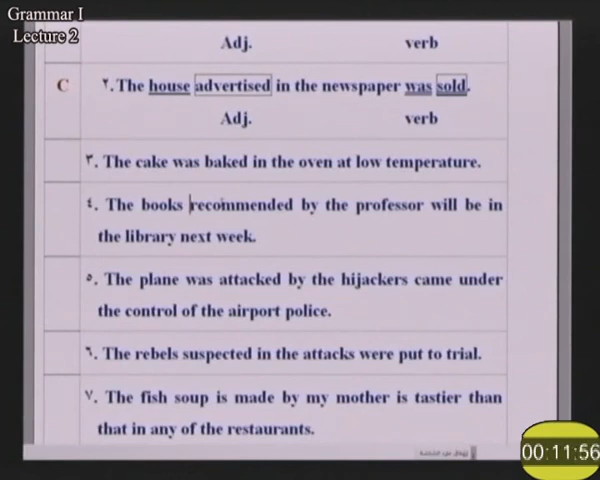 Grammar I
Lecture 2
Adj. verb
C ٢. The house advertised in the newspaper was sold.
Adj. verb
٣. The cake was baked in the oven at low temperature.
٤. The books recommended by the professor will be in
the library next week.
٥. The plane was attacked by the hijackers came under
the control of the airport police.
٦. The rebels suspected in the attacks were put to trial.
٧. The fish soup is made by my mother is tastier than
that in any of the restaurants.
00:11:56